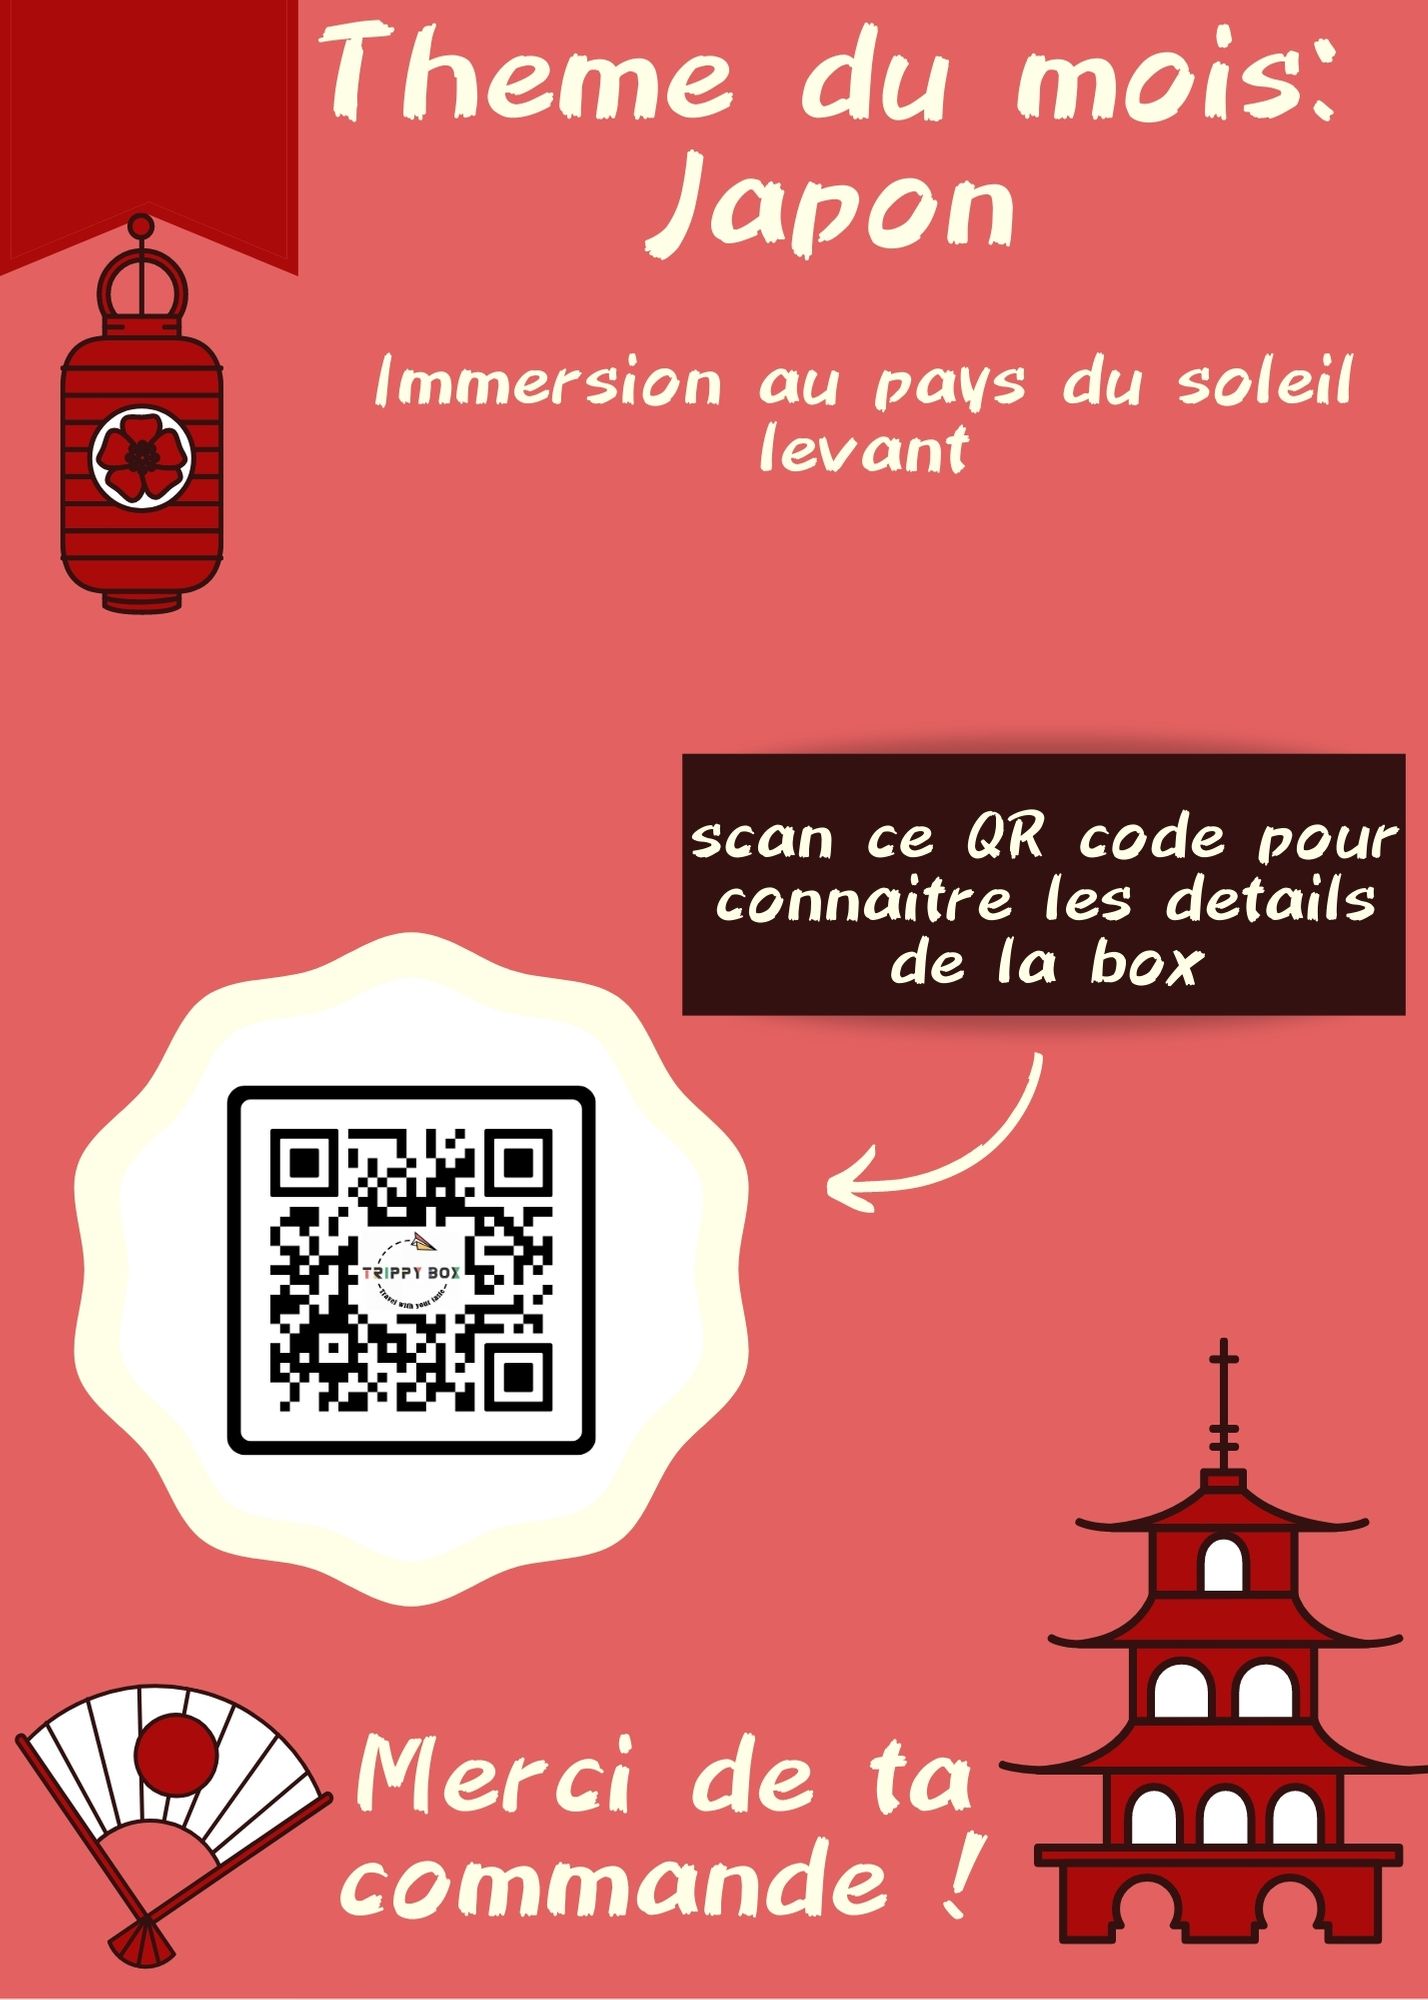 Theme du mois:
Japon
Immersion au pays du soleil
levant
scan ce QR code pour
connaitre les details
de la box
TRIPPY BOX
Travel with your taste
Merci de ta
commande !